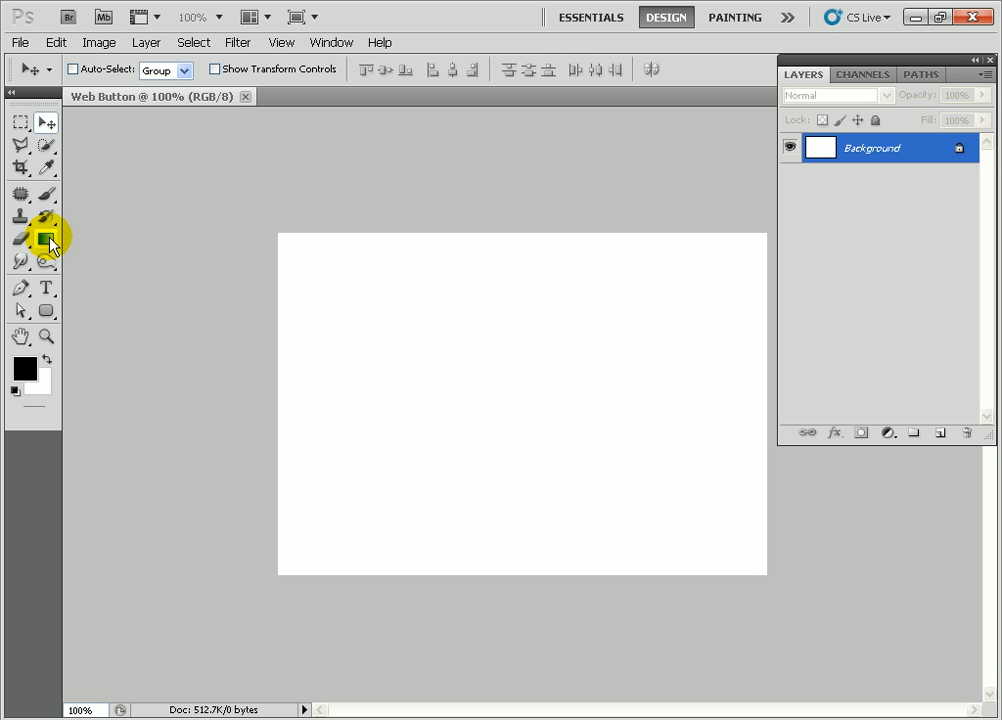 Ps Br Mb 100% ESSENTIALS DESIGN PAINTING CS Live
File Edit Image Layer Select Filter View Window Help
Auto-Select: Group Show Transform Controls
LAYERS CHANNELS PATHS
Web Button @ 100% (RGB/8)
Normal Opacity: 100%
Lock: Fill: 100%
Background
T
fx
100% Doc: 512.7K/0 bytes